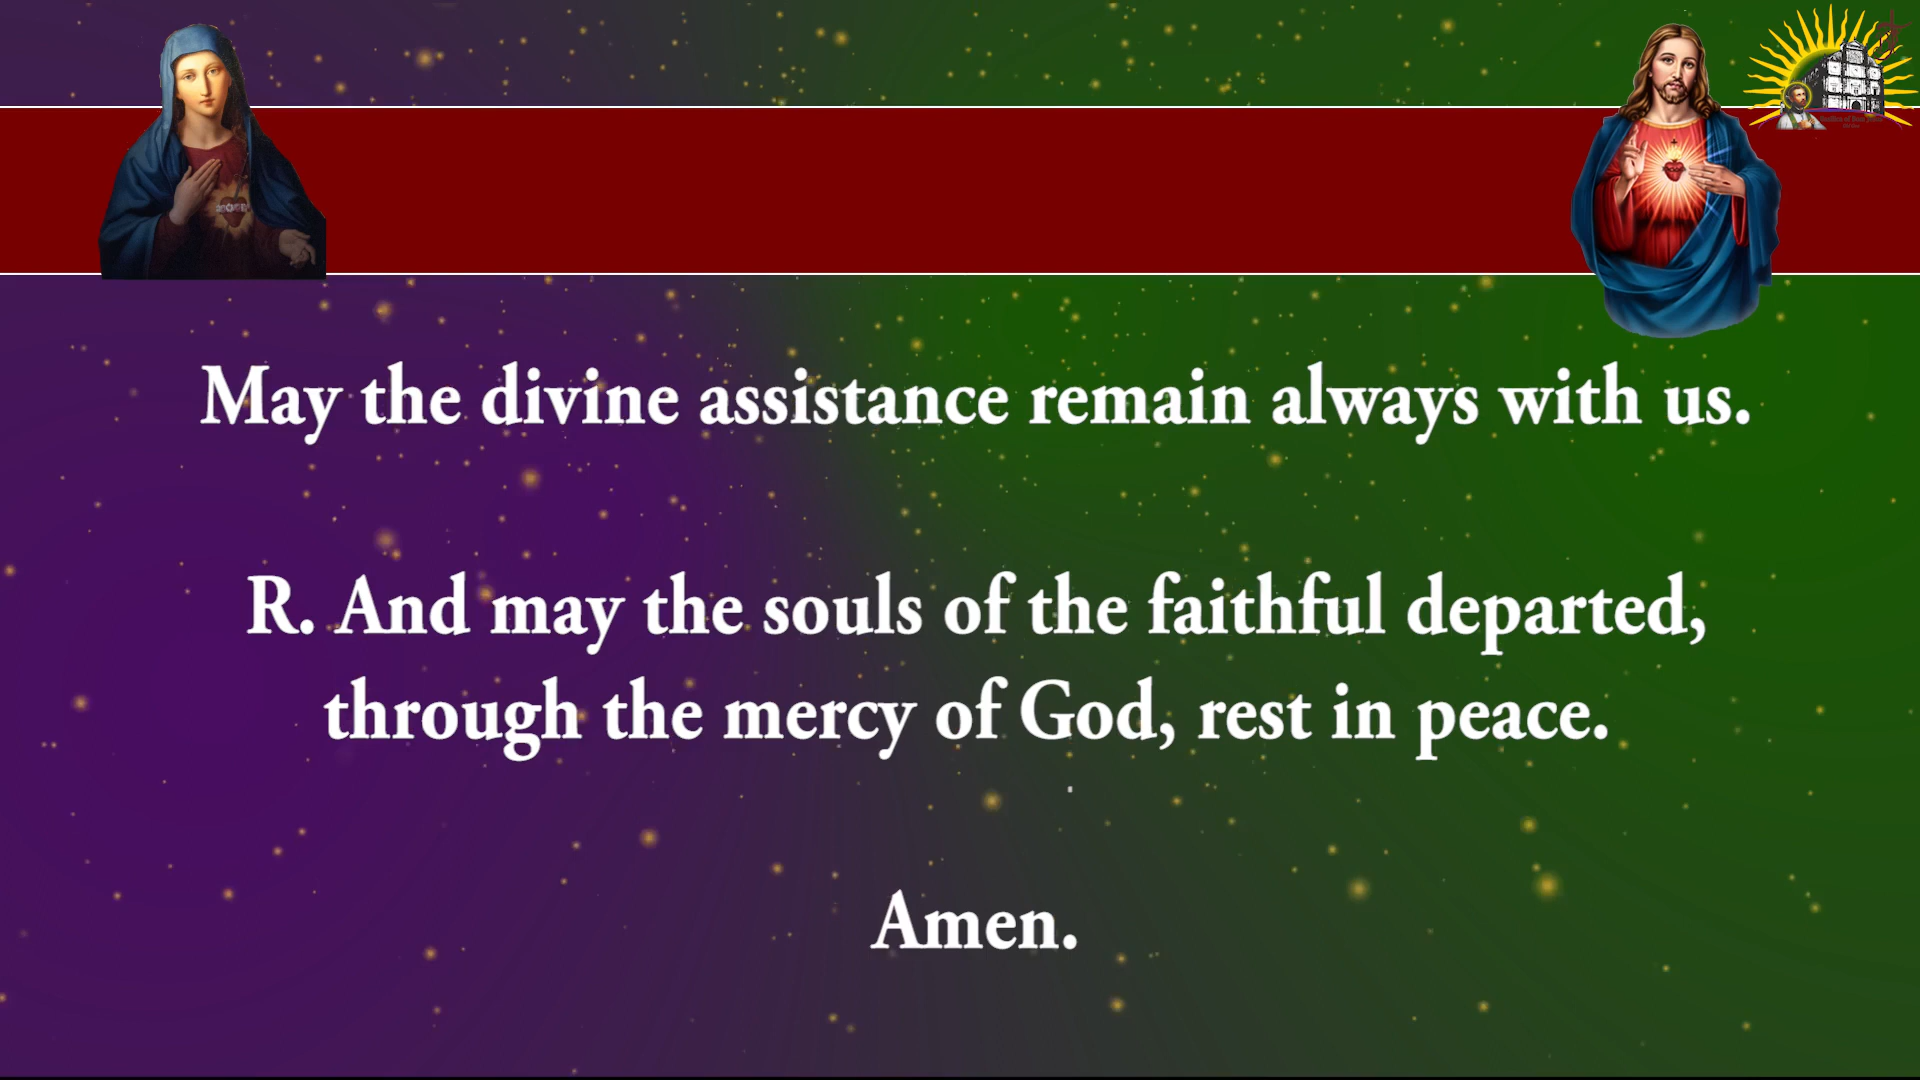 May the divine assistance remain always with us.
R. And may the souls of the faithful departed,
through the mercy of God, rest in peace.
Amen.